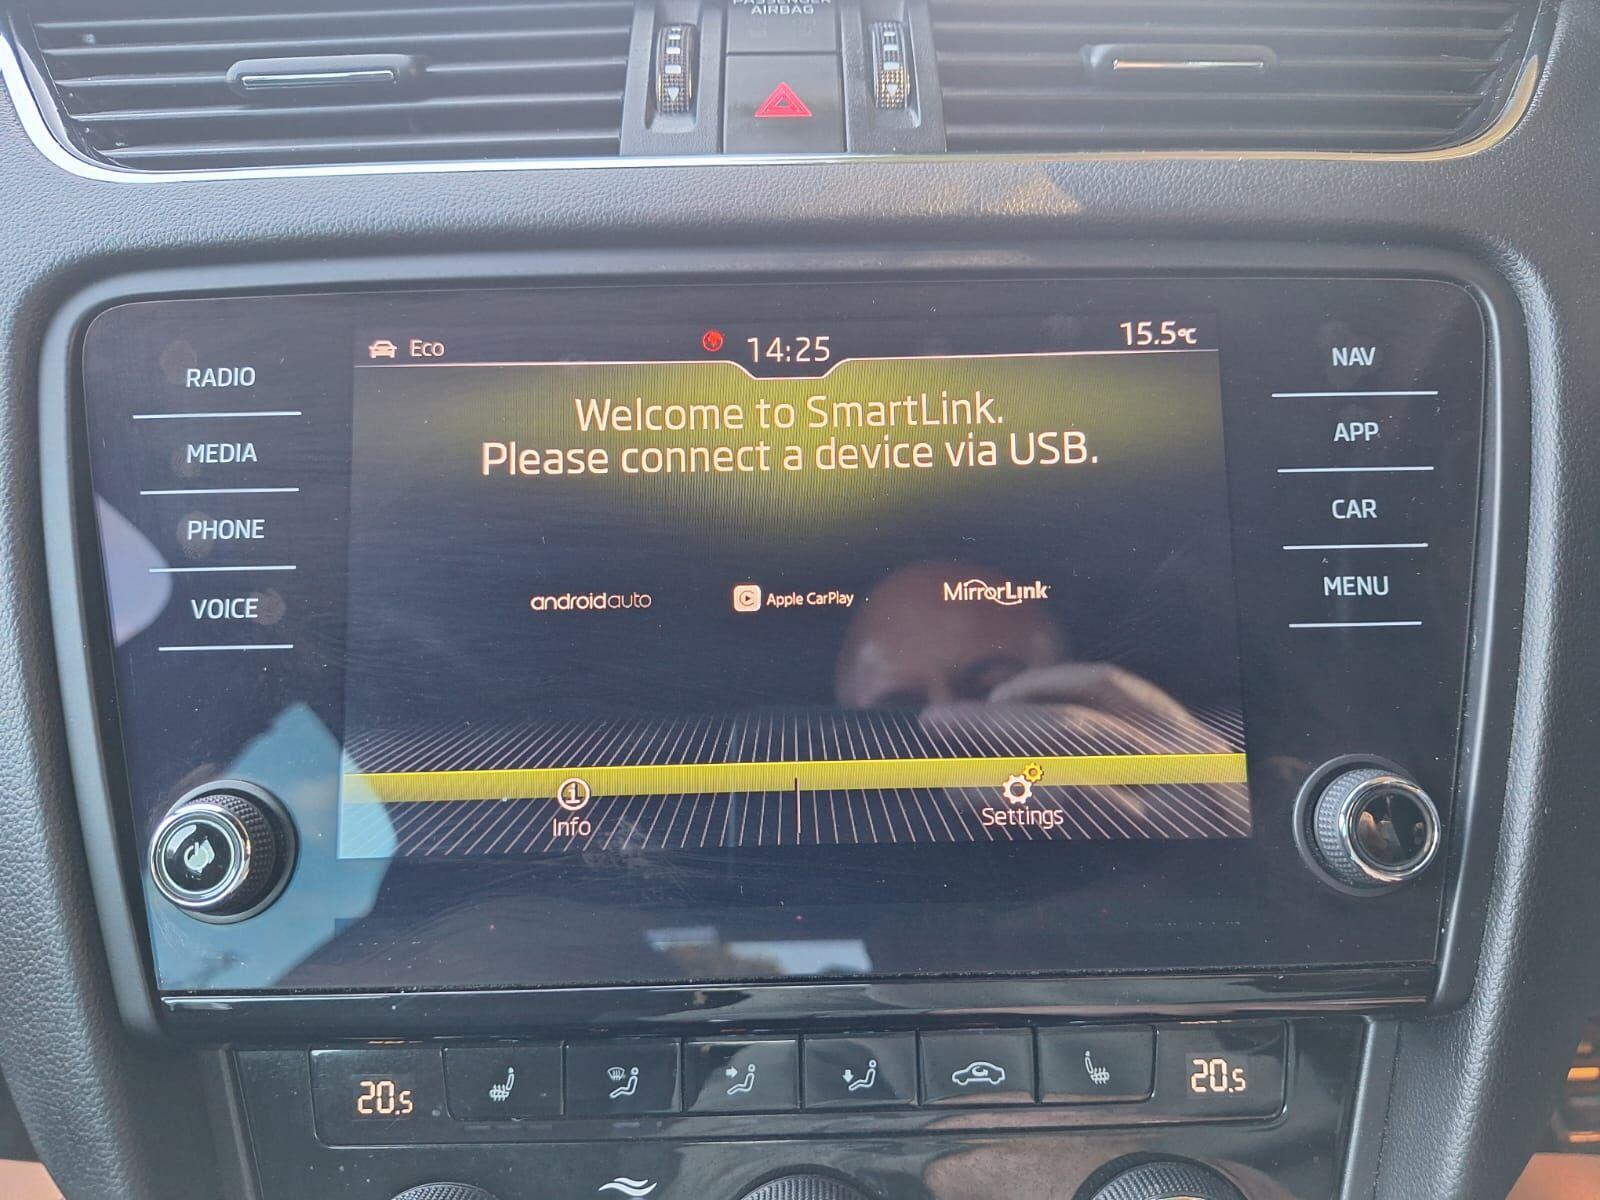 PASSENGER
AIRBAG
Eco
14:25
15.5°C
RADIO
MEDIA
PHONE
VOICE
Welcome to SmartLink.
Please connect a device via USB.
androidauto
Apple CarPlay
MirrorLink
Info
Settings
NAV
APP
CAR
MENU
20.5
20.5